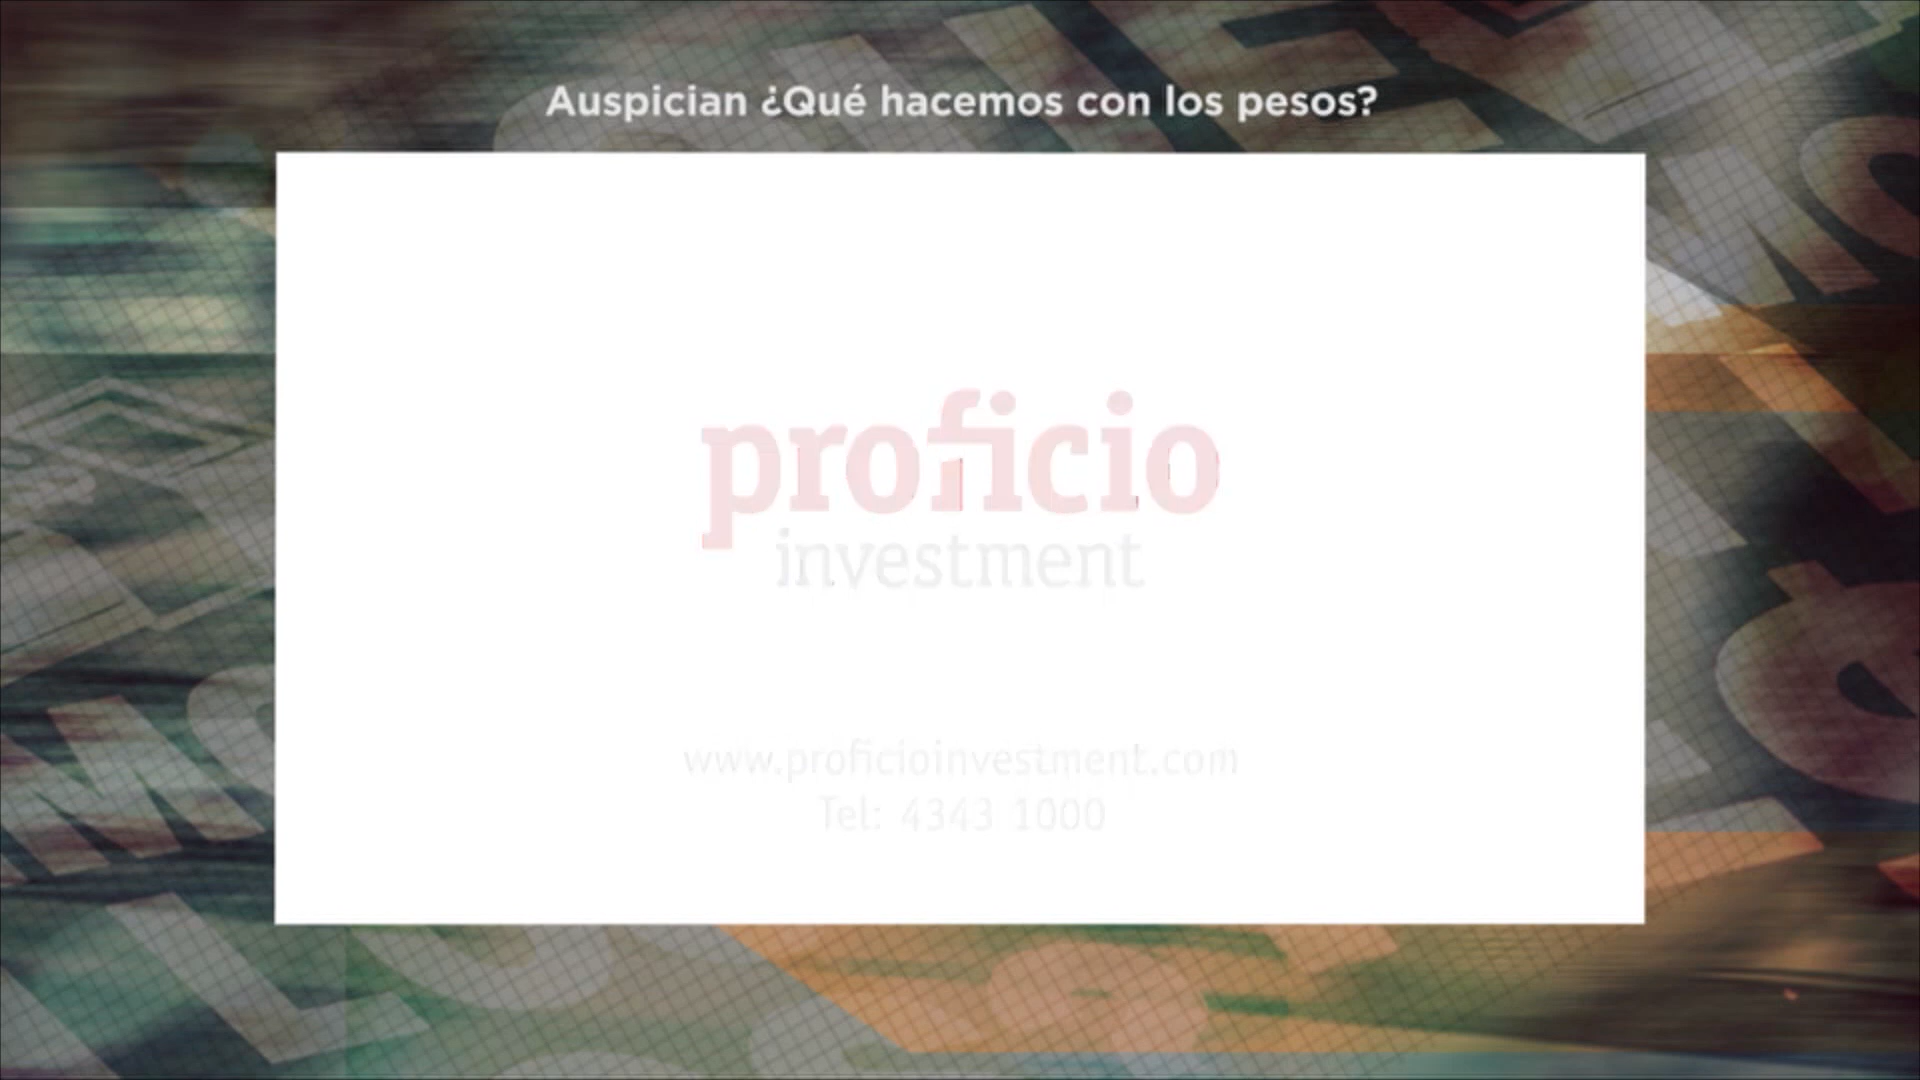 Auspician ¿Qué hacemos con los pesos?
proficio
investment
www.proficioinvestment.com
Tel: 4343 1000